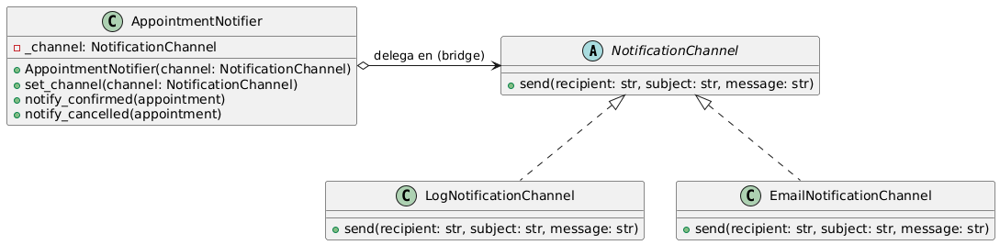 C AppointmentNotifier
_channel: NotificationChannel
AppointmentNotifier(channel: NotificationChannel)
set_channel(channel: NotificationChannel)
notify_confirmed(appointment)
notify_cancelled(appointment)
delega en (bridge)
A NotificationChannel
send(recipient: str, subject: str, message: str)
C LogNotificationChannel
send(recipient: str, subject: str, message: str)
C EmailNotificationChannel
send(recipient: str, subject: str, message: str)